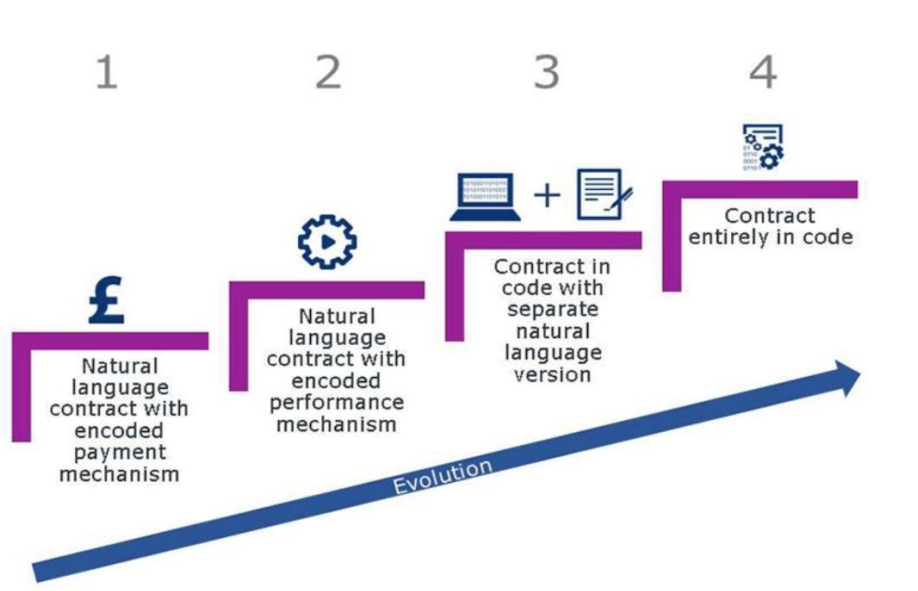 1
2
3
4
£
Natural
language
contract with
encoded
payment
mechanism
Natural
language
contract with
encoded
performance
mechanism
+
Contract in
code with
separate
natural
language
version
Contract
entirely in code
Evolution